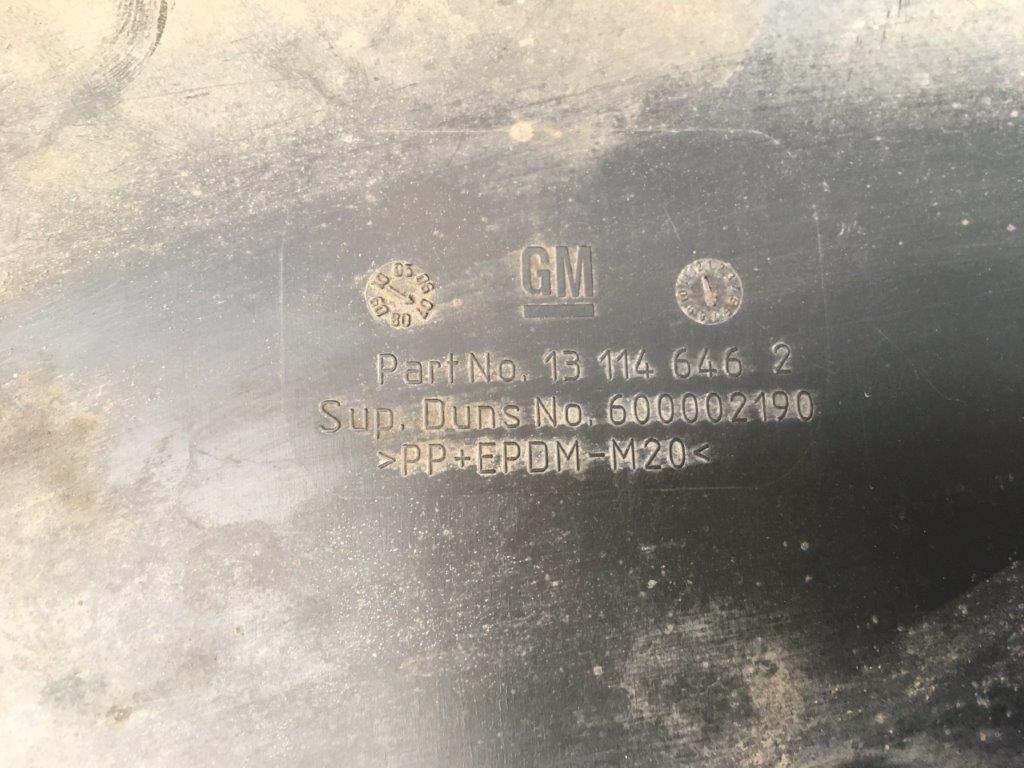 GM
Part No. 13 114 646 2
Sup. Duns No. 600002190
>PP+EPDM-M20<